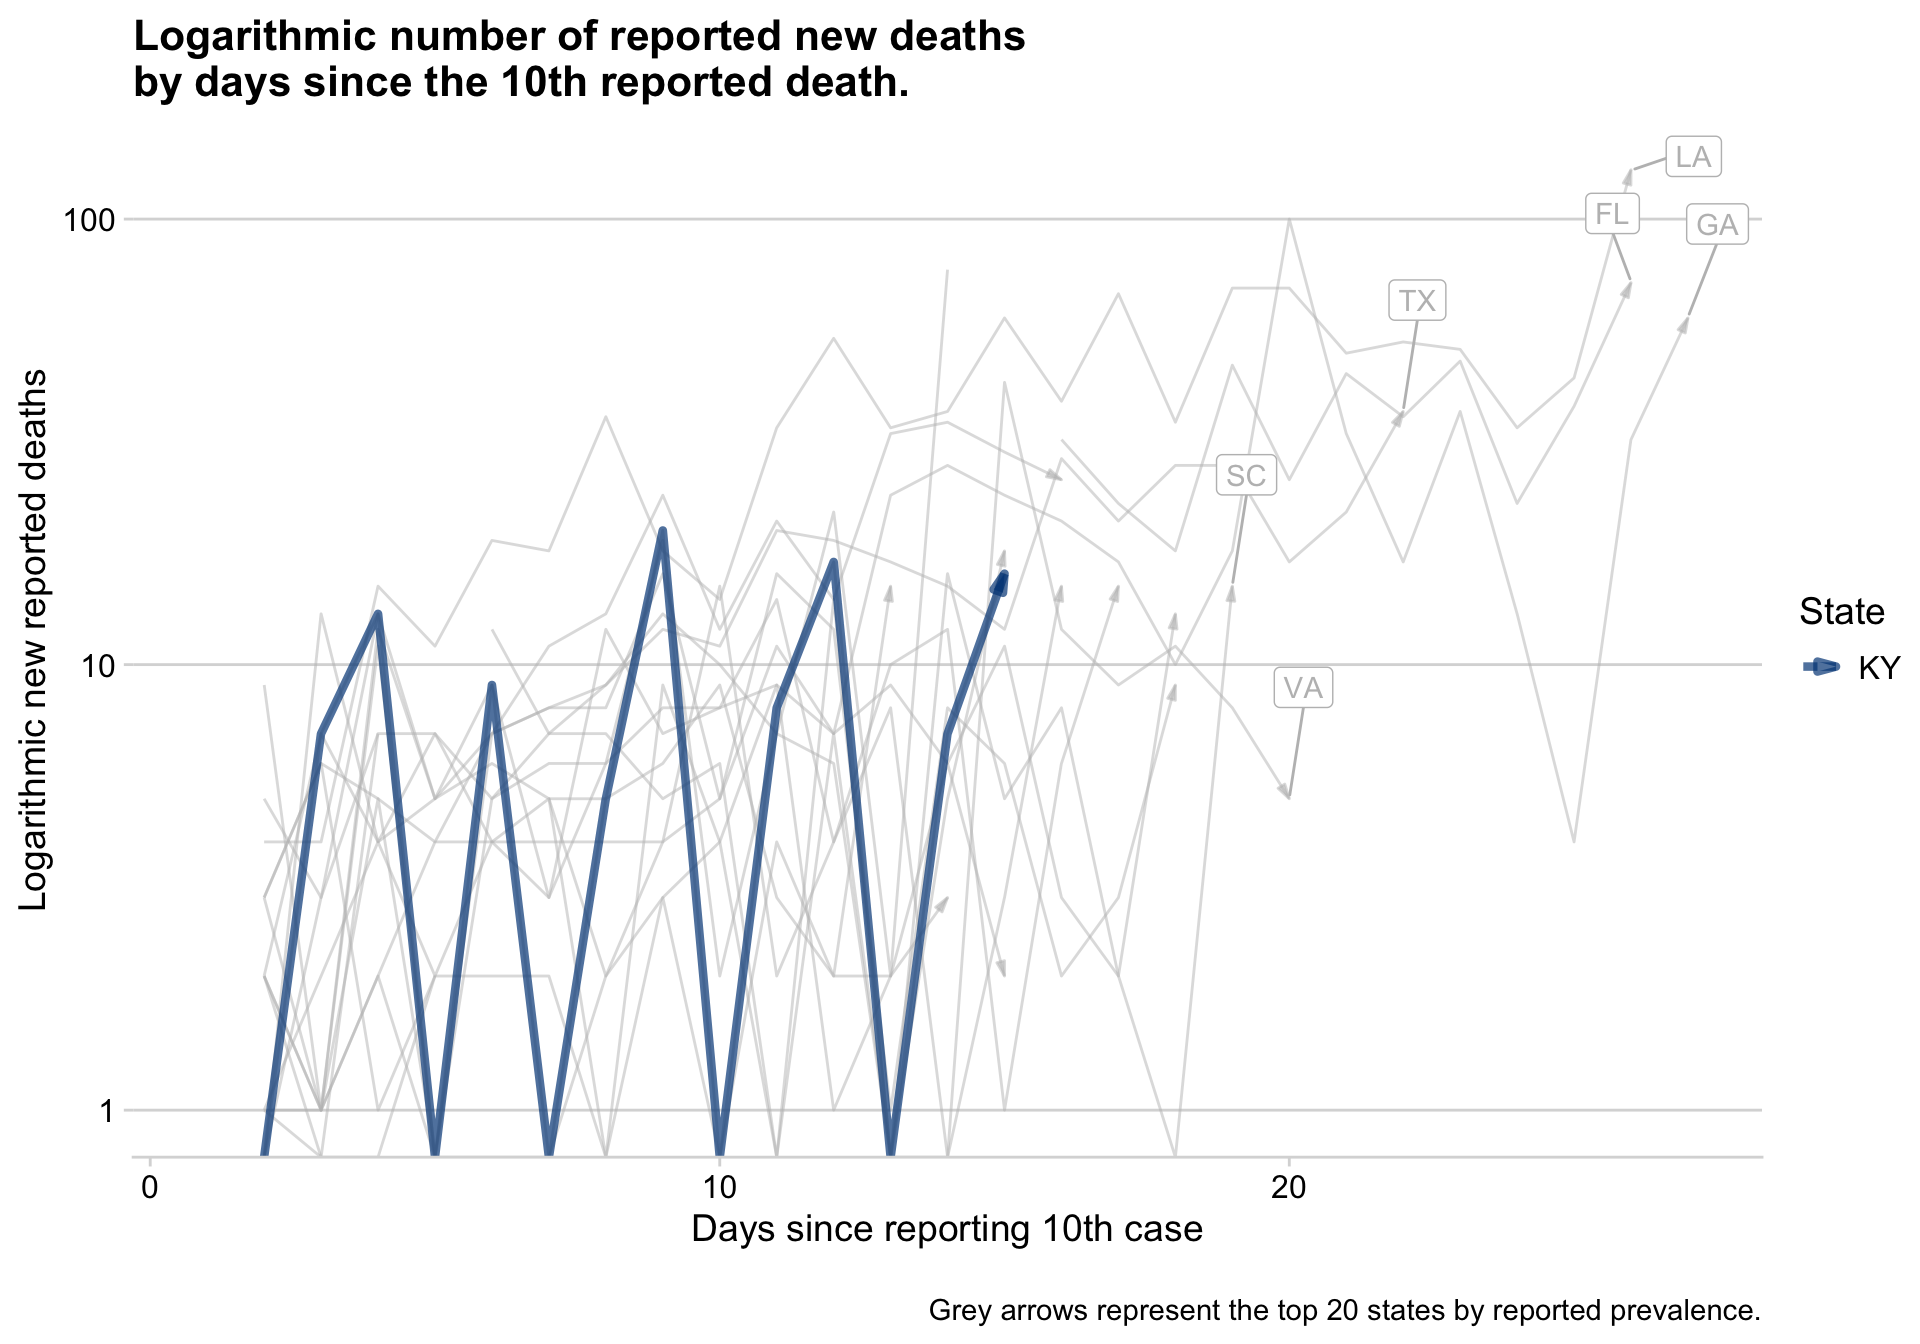 Logarithmic number of reported new deaths
by days since the 10th reported death.
LA
FL
GA
100
TX
SC
Logarithmic new reported deaths
State
KY
10
VA
1
0
10
20
Days since reporting 10th case
Grey arrows represent the top 20 states by reported prevalence.